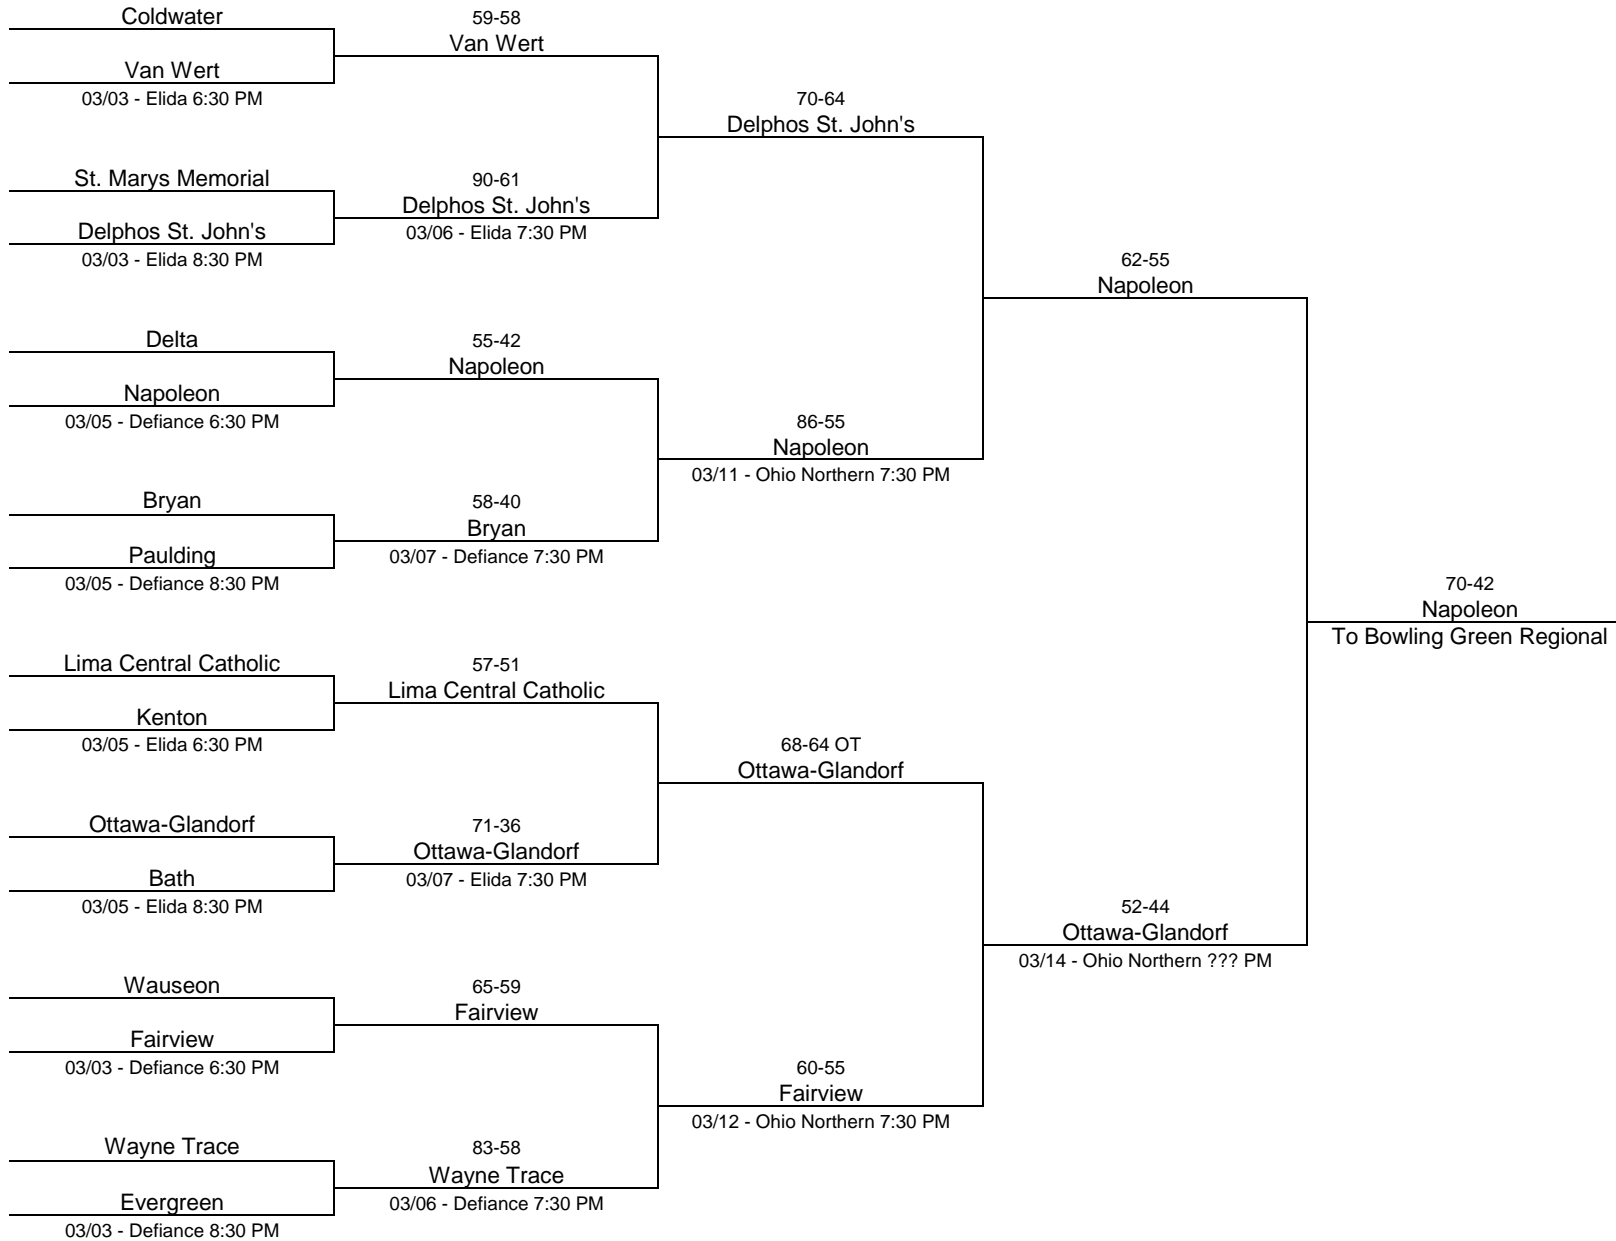 Coldwater
59-58
Van Wert
Van Wert
03/03 - Elida 6:30 PM
70-64
Delphos St. John's
St. Marys Memorial
90-61
Delphos St. John's
Delphos St. John's
03/06 - Elida 7:30 PM
03/03 - Elida 8:30 PM
62-55
Napoleon
Delta
55-42
Napoleon
Napoleon
03/05 - Defiance 6:30 PM
86-55
Napoleon
03/11 - Ohio Northern 7:30 PM
Bryan
58-40
Bryan
Paulding
03/07 - Defiance 7:30 PM
03/05 - Defiance 8:30 PM
70-42
Napoleon
To Bowling Green Regional
Lima Central Catholic
57-51
Lima Central Catholic
Kenton
03/05 - Elida 6:30 PM
68-64 OT
Ottawa-Glandorf
Ottawa-Glandorf
71-36
Ottawa-Glandorf
Bath
03/07 - Elida 7:30 PM
03/05 - Elida 8:30 PM
52-44
Ottawa-Glandorf
03/14 - Ohio Northern ??? PM
Wauseon
65-59
Fairview
Fairview
03/03 - Defiance 6:30 PM
60-55
Fairview
03/12 - Ohio Northern 7:30 PM
Wayne Trace
83-58
Wayne Trace
Evergreen
03/06 - Defiance 7:30 PM
03/03 - Defiance 8:30 PM